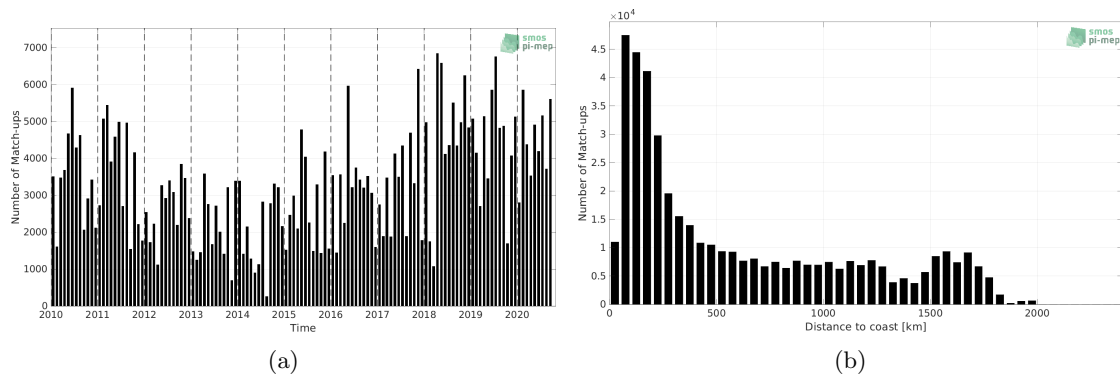 7000
6000
5000
4000
3000
2000
1000
0
Number of Match-ups
2010 2011 2012 2013 2014 2015 2016 2017 2018 2019 2020
Time
smos
pi-mep
(a)
×10⁴
4.5
4
3.5
3
2.5
2
1.5
1
0.5
0
Number of Match-ups
0 500 1000 1500 2000
Distance to coast [km]
smos
pi-mep
(b)